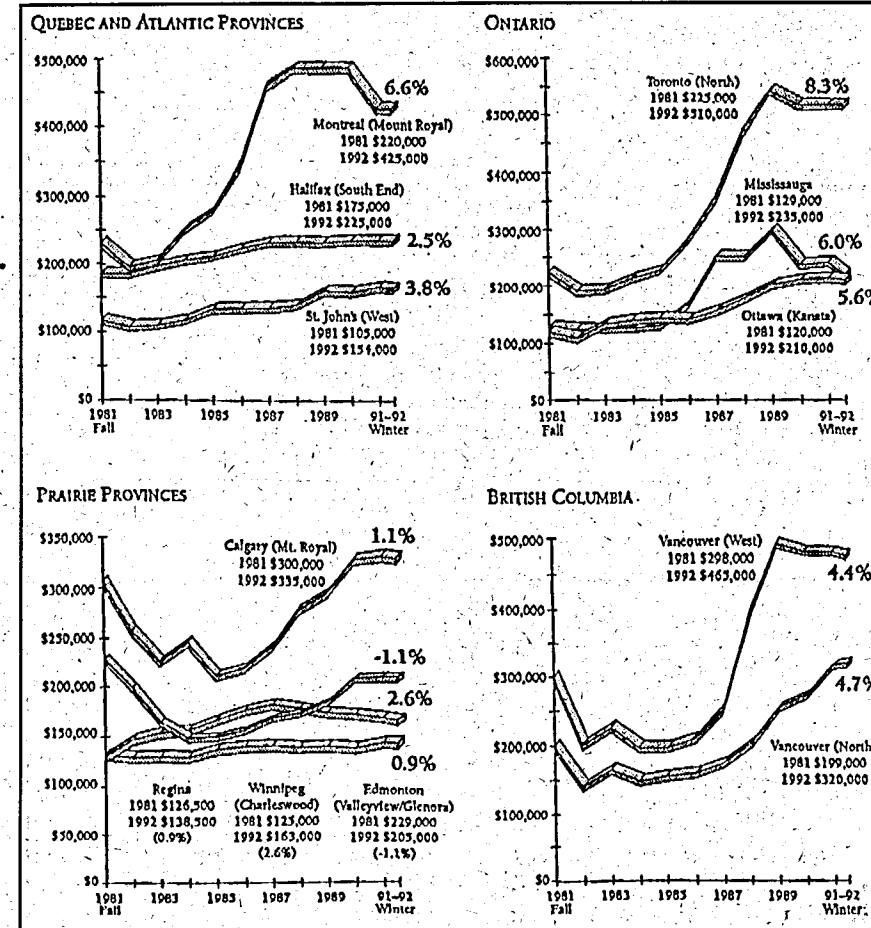 QUEBEC AND ATLANTIC PROVINCES
$500,000
$400,000
$300,000
$200,000
$100,000
$0
6.6%
Montreal (Mount Royal)
1981 $220,000
1992 $425,000
Halifax (South End)
1981 $175,000
1992 $225,000
2.5%
3.8%
St. John's (West)
1981 $105,000
1992 $154,000
1981 1983 1985 1987 1989 91–92
Fall Winter
ONTARIO
$600,000
$500,000
$400,000
$300,000
$200,000
$100,000
$0
Toronto (North)
1981 $225,000
1992 $510,000
8.3%
Mississauga
1981 $129,000
1992 $235,000
6.0%
5.6%
Ottawa (Kanata)
1981 $120,000
1992 $210,000
1981 1983 1985 1987 1989 91–92
Fall Winter
PRAIRIE PROVINCES
$350,000
$300,000
$250,000
$200,000
$150,000
$100,000
$50,000
$0
Calgary (Mt. Royal)
1981 $300,000
1992 $335,000
1.1%
-1.1%
2.6%
0.9%
Regina
1981 $126,500
1992 $138,500
(0.9%)
Winnipeg
(Charleswood)
1981 $125,000
1992 $163,000
(2.6%)
Edmonton
(Valleyview/Glenora)
1981 $229,000
1992 $205,000
(-1.1%)
1981 1983 1985 1987 1989 91–92
Fall Winter
BRITISH COLUMBIA
$500,000
$400,000
$300,000
$200,000
$100,000
$0
Vancouver (West)
1981 $298,000
1992 $465,000
4.4%
4.7%
Vancouver (North
1981 $199,000
1992 $320,000
1981 1983 1985 1987 1989 91–92
Fall Winter